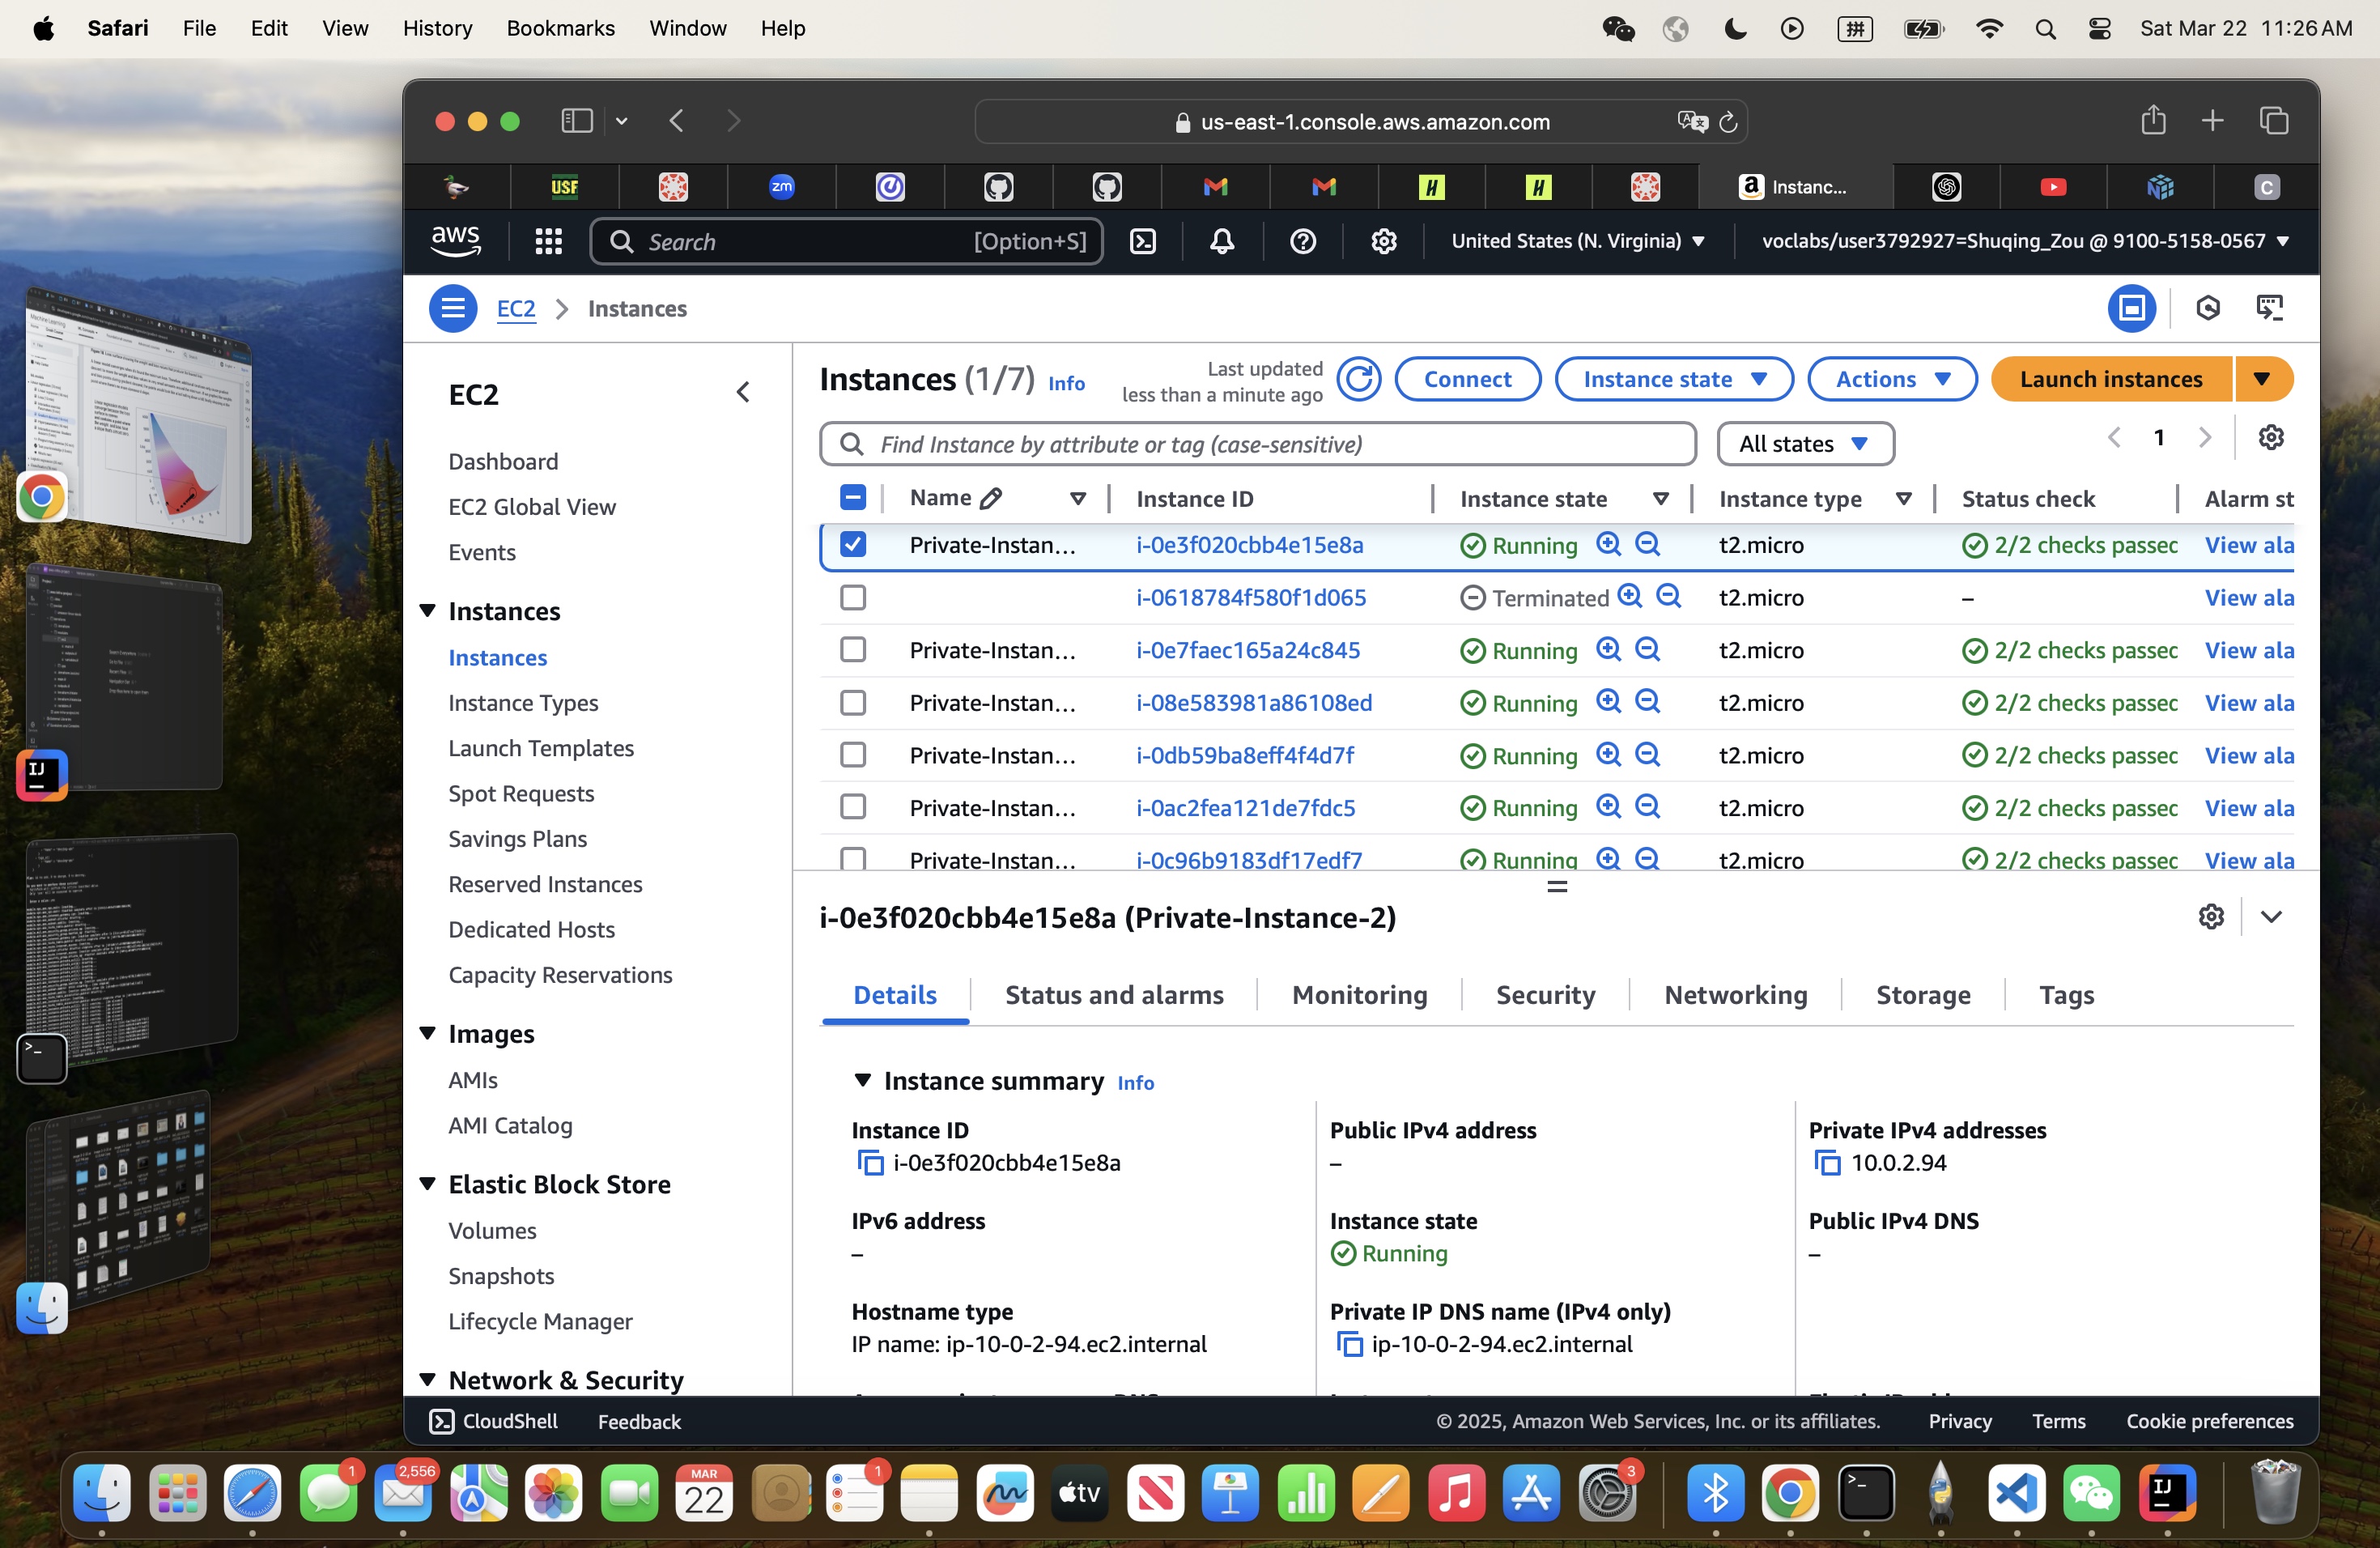 Safari File Edit View History Bookmarks Window Help Sat Mar 22 11:26 AM
us-east-1.console.aws.amazon.com
USF zm Instanc... C
aws Search [Option+S] United States (N. Virginia) voclabs/user3792927=Shuqing_Zou @ 9100-5158-0567
EC2 Instances
EC2
Dashboard
EC2 Global View
Events
Instances
Instances
Instance Types
Launch Templates
Spot Requests
Savings Plans
Reserved Instances
Dedicated Hosts
Capacity Reservations
Images
AMIs
AMI Catalog
Elastic Block Store
Volumes
Snapshots
Lifecycle Manager
Network & Security
Instances (1/7) Info Last updated less than a minute ago Connect Instance state Actions Launch instances
Find Instance by attribute or tag (case-sensitive) All states 1
Name Instance ID Instance state Instance type Status check Alarm st
Private-Instan... i-0e3f020cbb4e15e8a Running t2.micro 2/2 checks passec View ala
i-0618784f580f1d065 Terminated t2.micro – View ala
Private-Instan... i-0e7faec165a24c845 Running t2.micro 2/2 checks passec View ala
Private-Instan... i-08e583981a86108ed Running t2.micro 2/2 checks passec View ala
Private-Instan... i-0db59ba8eff4f4d7f Running t2.micro 2/2 checks passec View ala
Private-Instan... i-0ac2fea121de7fdc5 Running t2.micro 2/2 checks passec View ala
Private-Instan... i-0c96b9183df17edf7 Running t2.micro 2/2 checks passec View ala
i-0e3f020cbb4e15e8a (Private-Instance-2)
Details Status and alarms Monitoring Security Networking Storage Tags
Instance summary Info
Instance ID
i-0e3f020cbb4e15e8a
Public IPv4 address
–
Private IPv4 addresses
10.0.2.94
IPv6 address
–
Instance state
Running
Public IPv4 DNS
–
Hostname type
IP name: ip-10-0-2-94.ec2.internal
Private IP DNS name (IPv4 only)
ip-10-0-2-94.ec2.internal
CloudShell Feedback © 2025, Amazon Web Services, Inc. or its affiliates. Privacy Terms Cookie preferences
1 2,556 MAR 22 1 tv 3 IJ